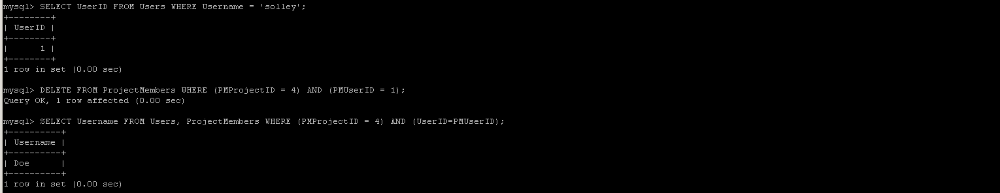 mysql> SELECT UserID FROM Users WHERE Username = 'solley';
+--------+
| UserID |
+--------+
|      1 |
+--------+
1 row in set (0.00 sec)
mysql> DELETE FROM ProjectMembers WHERE (PMProjectID = 4) AND (PMUserID = 1);
Query OK, 1 row affected (0.00 sec)
mysql> SELECT Username FROM Users, ProjectMembers WHERE (PMProjectID = 4) AND (UserID=PMUserID);
+----------+
| Username |
+----------+
| Doe      |
+----------+
1 row in set (0.00 sec)